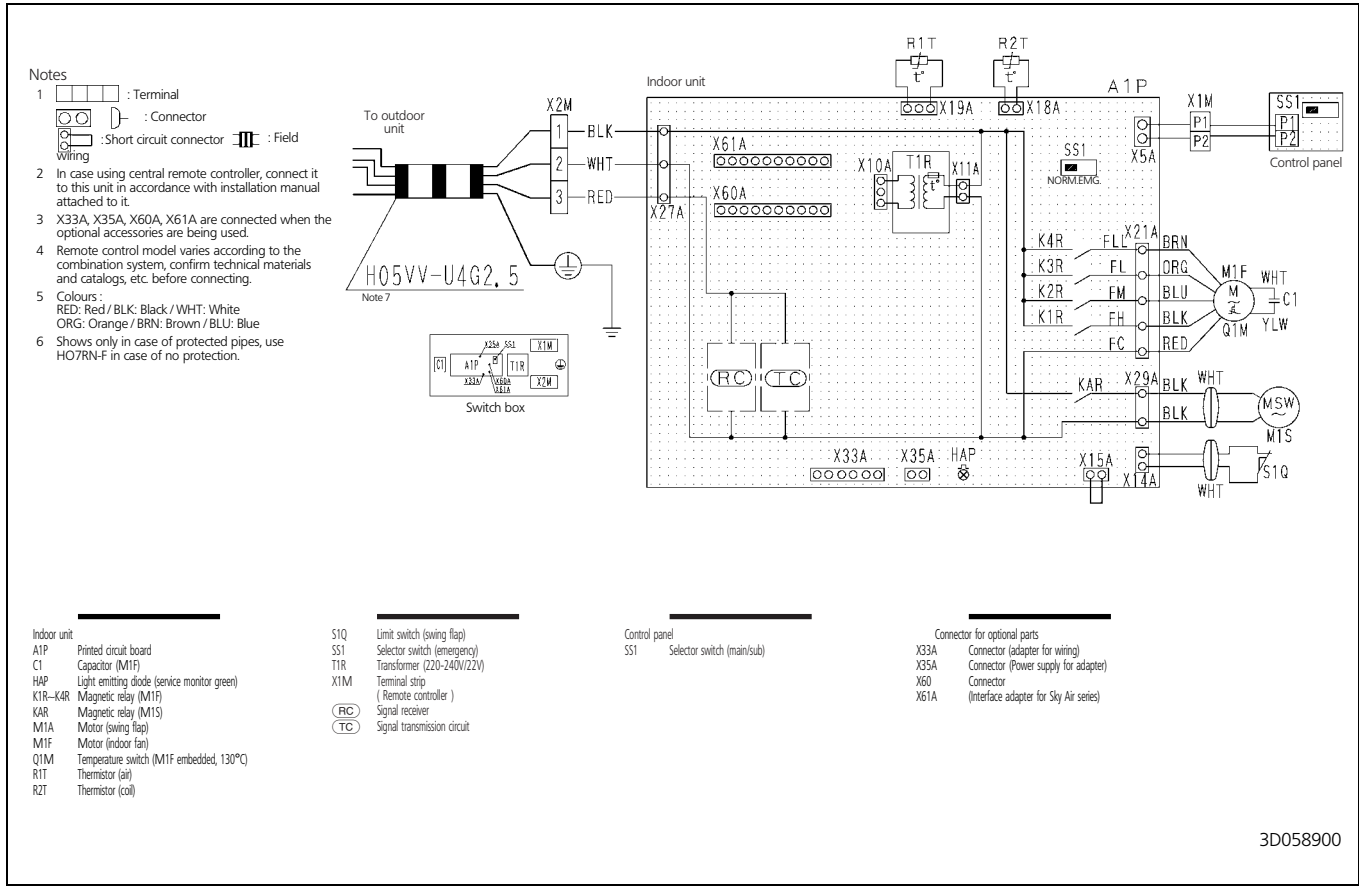 Notes
1 : Terminal
: Connector
: Short circuit connector : Field
wiring
2 In case using central remote controller, connect it
to this unit in accordance with installation manual
attached to it.
3 X33A, X35A, X60A, X61A are connected when the
optional accessories are being used.
4 Remote control model varies according to the
combination system, confirm technical materials
and catalogs, etc. before connecting.
5 Colours :
RED: Red / BLK: Black / WHT: White
ORG: Orange / BRN: Brown / BLU: Blue
6 Shows only in case of protected pipes, use
HO7RN-F in case of no protection.
To outdoor
unit
H05VV-U4G2.5
Note 7
X2M
1 BLK
2 WHT
3 RED
X27A
X35A SS1 X1M
C1 A1P T1R
X33A X60A X2M
X61A
Switch box
Indoor unit
R1T
t°
X19A
R2T
t°
X18A
A1P
X61A
X60A
X10A T1R X11A
t°
SS1
NORM. EMG.
X5A
X1M
P1
P2
SS1
P1
P2
Control panel
X21A
K4R FLL BRN
K3R FL ORG
K2R FM BLU
K1R FH BLK
FC RED
M1F
M
Q1M
WHT
C1
YLW
RC TC
KAR X29A BLK WHT
BLK
MSW
M1S
X33A X35A HAP
X15A
X14A
WHT
S1Q
Indoor unit
A1P Printed circuit board
C1 Capacitor (M1F)
HAP Light emitting diode (service monitor green)
K1R–K4R Magnetic relay (M1F)
KAR Magnetic relay (M1S)
M1A Motor (swing flap)
M1F Motor (indoor fan)
Q1M Temperature switch (M1F embedded, 130°C)
R1T Thermistor (air)
R2T Thermistor (coil)
S1Q Limit switch (swing flap)
SS1 Selector switch (emergency)
T1R Transformer (220-240V/22V)
X1M Terminal strip
( Remote controller )
RC Signal receiver
TC Signal transmission circuit
Control panel
SS1 Selector switch (main/sub)
Connector for optional parts
X33A Connector (adapter for wiring)
X35A Connector (Power supply for adapter)
X60 Connector
X61A (Interface adapter for Sky Air series)
3D058900